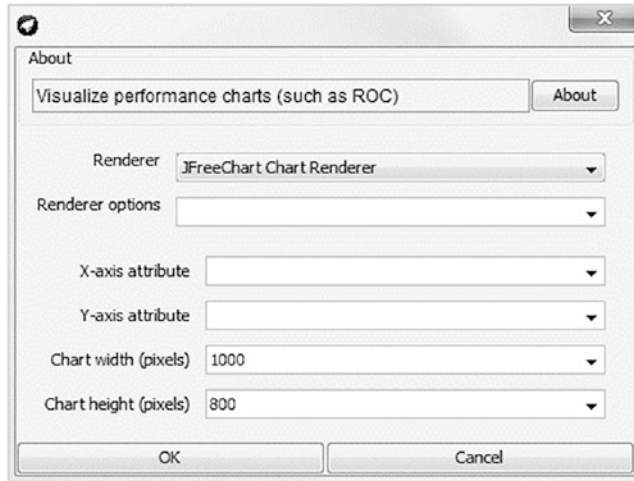 About
Visualize performance charts (such as ROC) About
Renderer JFreeChart Chart Renderer
Renderer options
X-axis attribute
Y-axis attribute
Chart width (pixels) 1000
Chart height (pixels) 800
OK Cancel